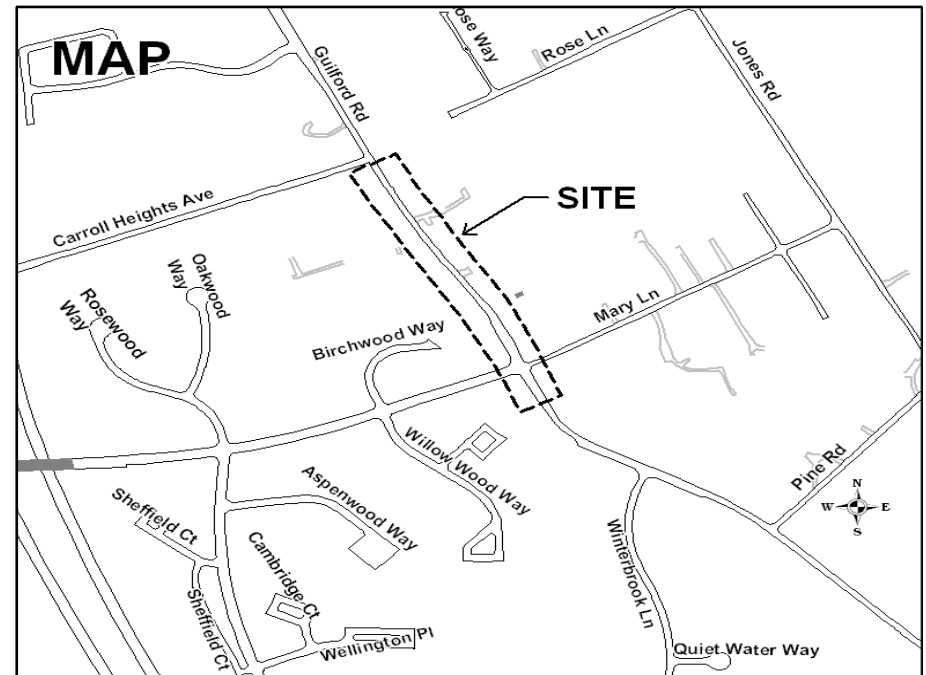 MAP
Guilford Rd
ose Way
Rose Ln
Jones Rd
SITE
Carroll Heights Ave
Oakwood
Way
Rosewood
Way
Birchwood Way
Mary Ln
Willow Wood Way
Aspenwood Way
Pine Rd
N
W
E
S
Sheffield Ct
Cambridge Ct
Sheffield Ct
Winterbrook Ln
Wellington Pl
Quiet Water Way